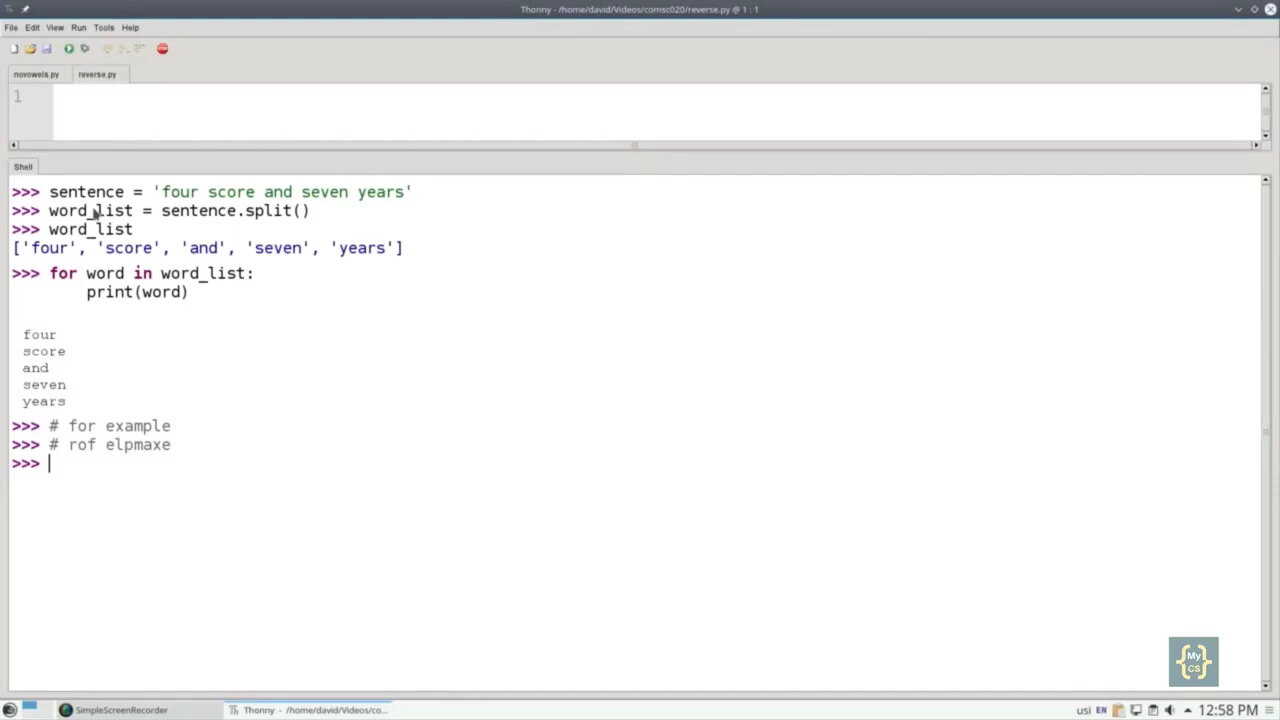 Thonny - /home/david/Videos/comsc020/reverse.py @ 1 : 1
File Edit View Run Tools Help
novowels.py reverse.py
1
Shell
>>> sentence = 'four score and seven years'
>>> word_list = sentence.split()
>>> word_list
['four', 'score', 'and', 'seven', 'years']
>>> for word in word_list:
print(word)
four
score
and
seven
years
>>> # for example
>>> # rof elpmaxe
>>>
{My CS}
SimpleScreenRecorder Thonny - /home/david/Videos/co... usi EN 12:58 PM